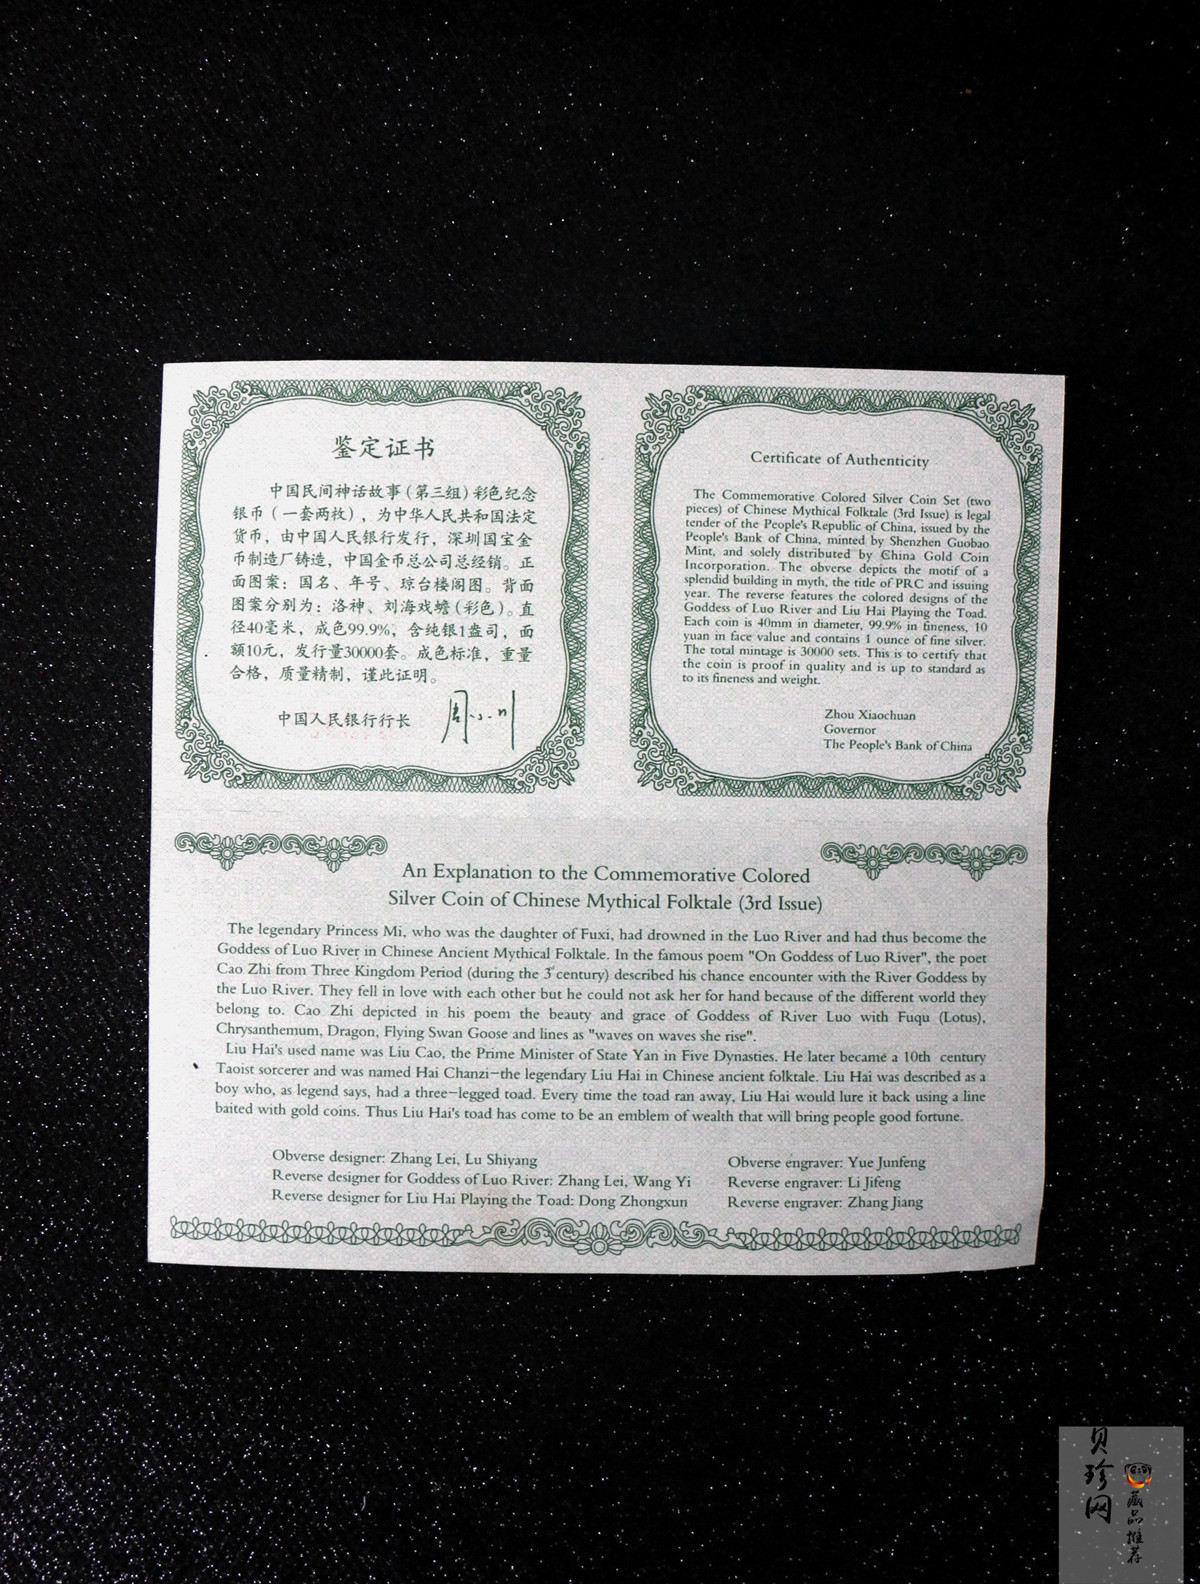 鉴定证书
中国民间神话故事(第三组)彩色纪念
银币(一套两枚),为中华人民共和国法定
货币,由中国人民银行发行,深圳国宝金
币制造厂铸造,中国金币总公司总经销。正
面图案:国名、年号、琼台楼阁图。背面
图案分别为:洛神、刘海戏蟾(彩色)。直
径40毫米,成色99.9%,含纯银1盎司,面
额10元,发行量30000套。成色标准,重量
合格,质量精制,谨此证明。
中国人民银行行长 周小川
Certificate of Authenticity
The Commemorative Colored Silver Coin Set (two
pieces) of Chinese Mythical Folktale (3rd Issue) is legal
tender of the People's Republic of China, issued by the
People's Bank of China, minted by Shenzhen Guobao
Mint, and solely distributed by China Gold Coin
Incorporation. The obverse depicts the motif of a
splendid building in myth, the title of PRC and issuing
year. The reverse features the colored designs of the
Goddess of Luo River and Liu Hai Playing the Toad.
Each coin is 40mm in diameter, 99.9% in fineness, 10
yuan in face value and contains 1 ounce of fine silver.
The total mintage is 30000 sets. This is to certify that
the coin is proof in quality and is up to standard as
to its fineness and weight.
Zhou Xiaochuan
Governor
The People's Bank of China
An Explanation to the Commemorative Colored
Silver Coin of Chinese Mythical Folktale (3rd Issue)
The legendary Princess Mi, who was the daughter of Fuxi, had drowned in the Luo River and had thus become the
Goddess of Luo River in Chinese Ancient Mythical Folktale. In the famous poem "On Goddess of Luo River", the poet
Cao Zhi from Three Kingdom Period (during the 3rd century) described his chance encounter with the River Goddess by
the Luo River. They fell in love with each other but he could not ask her for hand because of the different world they
belong to. Cao Zhi depicted in his poem the beauty and grace of Goddess of River Luo with Fuqu (Lotus),
Chrysanthemum, Dragon, Flying Swan Goose and lines as "waves on waves she rise".
Liu Hai's used name was Liu Cao, the Prime Minister of State Yan in Five Dynasties. He later became a 10th century
Taoist sorcerer and was named Hai Chanzi-the legendary Liu Hai in Chinese ancient folktale. Liu Hai was described as a
boy who, as legend says, had a three-legged toad. Every time the toad ran away, Liu Hai would lure it back using a line
baited with gold coins. Thus Liu Hai's toad has come to be an emblem of wealth that will bring people good fortune.
Obverse designer: Zhang Lei, Lu Shiyang
Obverse engraver: Yue Junfeng
Reverse designer for Goddess of Luo River: Zhang Lei, Wang Yi
Reverse engraver: Li Jifeng
Reverse designer for Liu Hai Playing the Toad: Dong Zhongxun
Reverse engraver: Zhang Jiang
贝珍网
藏品推荐